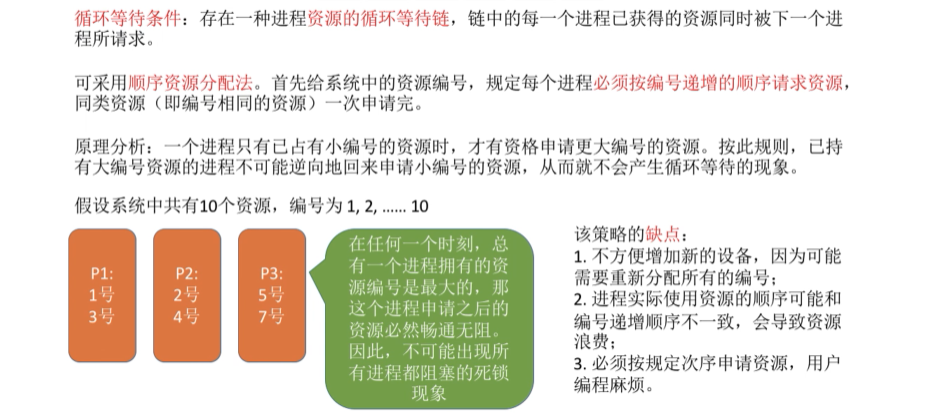 循环等待条件：存在一种进程资源的循环等待链，链中的每一个进程已获得的资源同时被下一个进
程所请求。
可采用顺序资源分配法。首先给系统中的资源编号，规定每个进程必须按编号递增的顺序请求资源，
同类资源（即编号相同的资源）一次申请完。
原理分析：一个进程只有已占有小编号的资源时，才有资格申请更大编号的资源。按此规则，已持
有大编号资源的进程不可能逆向地回来申请小编号的资源，从而就不会产生循环等待的现象。
假设系统中共有10个资源，编号为 1, 2, ...... 10
P1:
1号
3号
P2:
2号
4号
P3:
5号
7号
在任何一个时刻，总
有一个进程拥有的资
源编号是最大的，那
这个进程申请之后的
资源必然畅通无阻。
因此，不可能出现所
有进程都阻塞的死锁
现象
该策略的缺点：
1. 不方便增加新的设备，因为可能
需要重新分配所有的编号；
2. 进程实际使用资源的顺序可能和
编号递增顺序不一致，会导致资源
浪费；
3. 必须按规定次序申请资源，用户
编程麻烦。